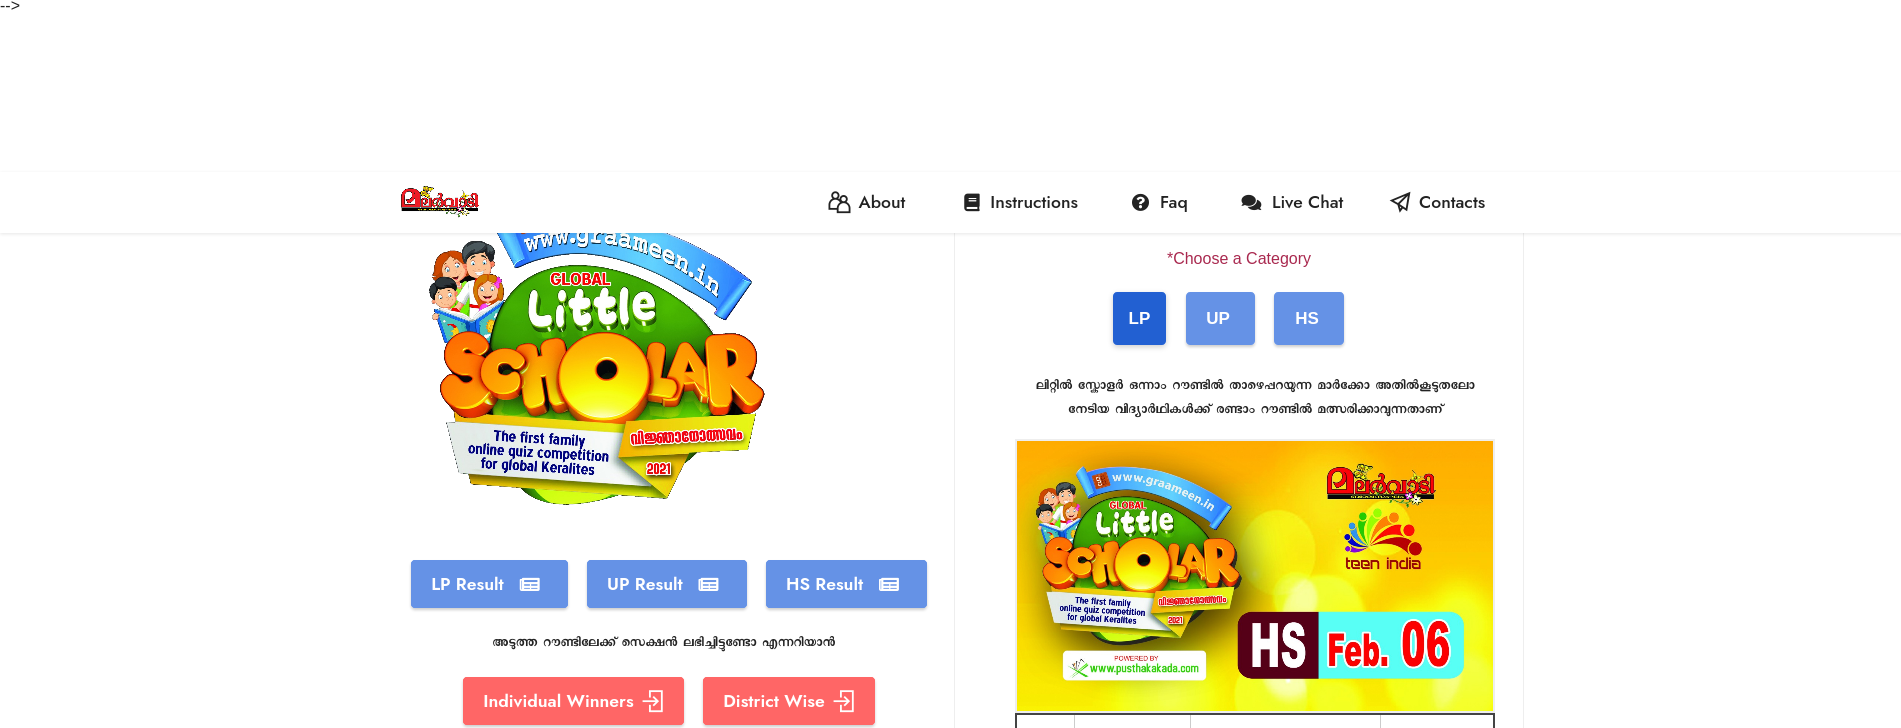 -->
മലർവാടി
About
Instructions
Faq
Live Chat
Contacts
www.graameen.in
GLOBAL
Little
SCHOLAR
The first family
online quiz competition
for global Keralites
വിജ്ഞാനോത്സവം
2021
LP Result
UP Result
HS Result
അടുത്ത റൗണ്ടിലേക്ക് സെക്ഷൻ ലഭിച്ചിട്ടുണ്ടോ എന്നറിയാൻ
Individual Winners
District Wise
*Choose a Category
LP
UP
HS
ലിറ്റിൽ സ്കോളർ ഒന്നാം റൗണ്ടിൽ താഴെപ്പറയുന്ന മാർക്കോ അതിൽകൂടുതലോ
നേടിയ വിദ്യാർഥികൾക്ക് രണ്ടാം റൗണ്ടിൽ മത്സരിക്കാവുന്നതാണ്
www.graameen.in
GLOBAL
Little
SCHOLAR
The first family
online quiz competition
for global Keralites
വിജ്ഞാനോത്സവം
2021
POWERED BY
www.pusthakakada.com
മലർവാടി
teen india
HS Feb. 06